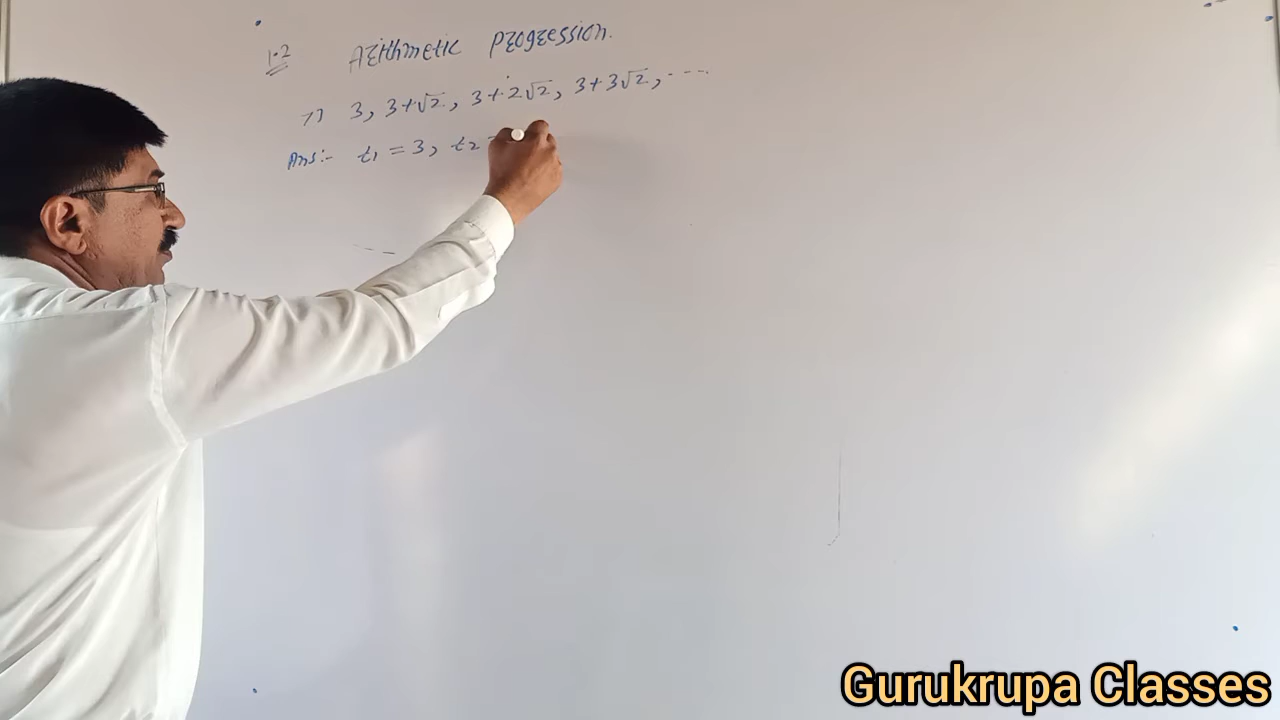 1.2 Arithmetic Progression.
7) 3, 3+√2, 3+2√2, 3+3√2, ....
Ans:- t₁ = 3, t₂ =
Gurukrupa Classes